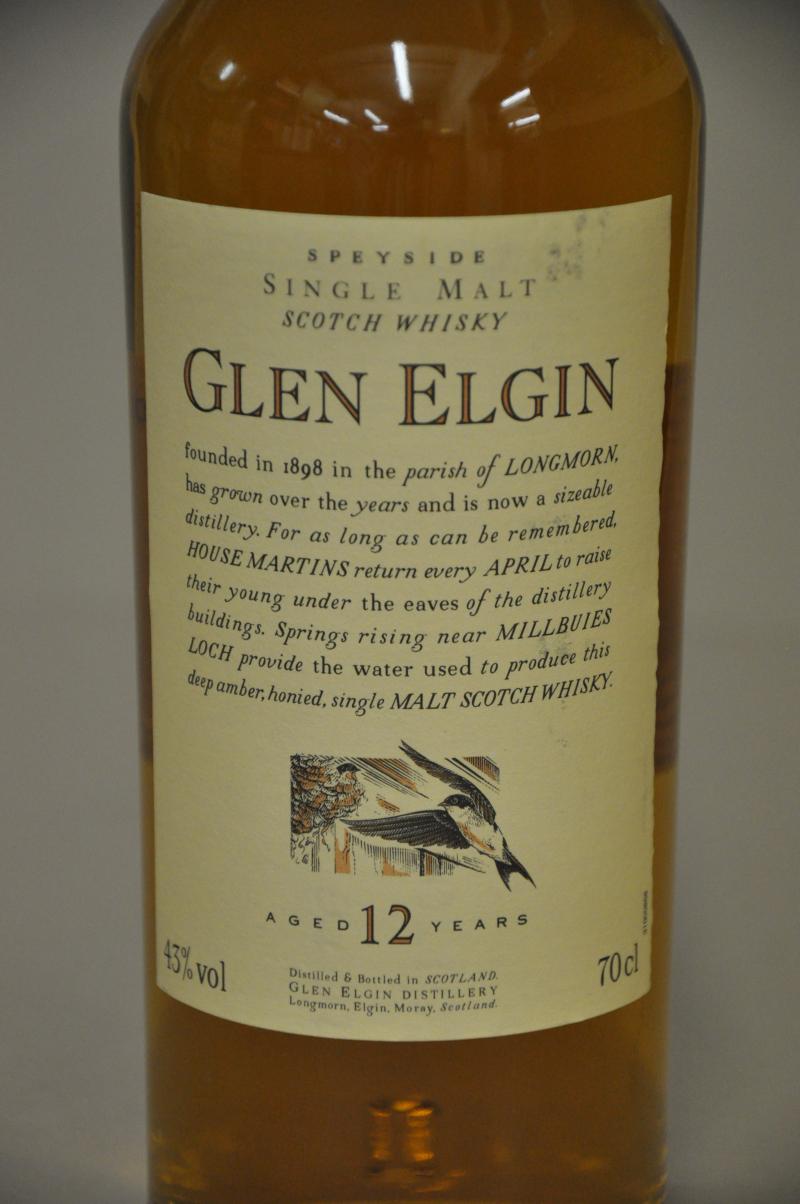 SPEYSIDE
SINGLE MALT
SCOTCH WHISKY
GLEN ELGIN
founded in 1898 in the parish of LONGMORN,
has grown over the years and is now a sizeable
distillery. For as long as can be remembered,
HOUSE MARTINS return every APRIL to raise
their young under the eaves of the distillery
buildings. Springs rising near MILLBUIES
LOCH provide the water used to produce this
deep amber, honied, single MALT SCOTCH WHISKY.
AGED 12 YEARS
43% vol
70cl
Distilled & Bottled in SCOTLAND.
GLEN ELGIN DISTILLERY
Longmorn, Elgin, Moray, Scotland.